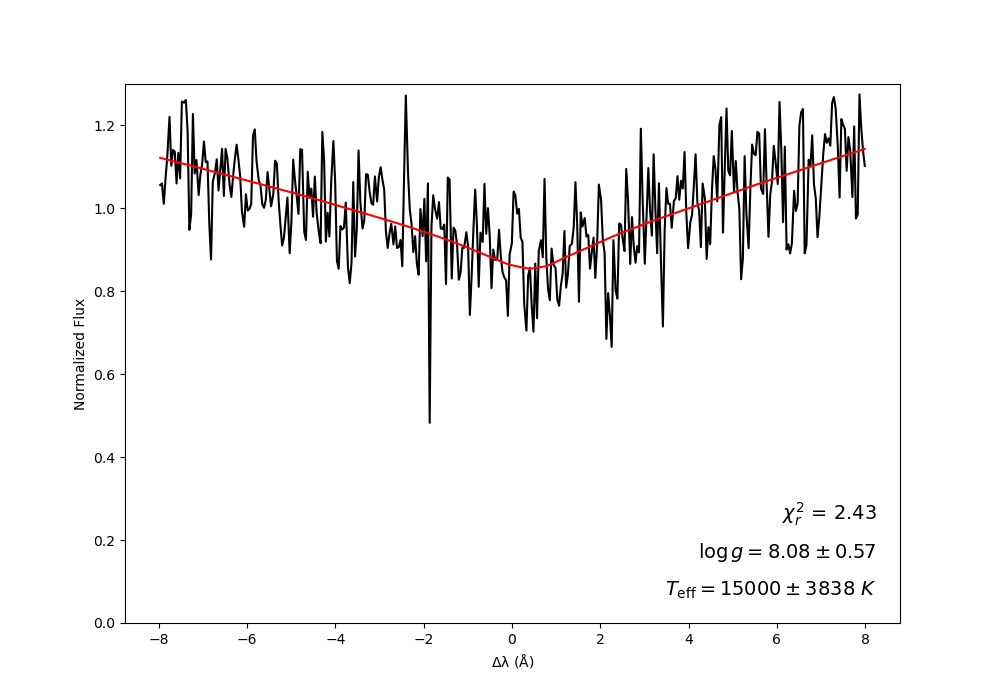 Normalized Flux
1.2
1.0
0.8
0.6
0.4
0.2
0.0
χ²ᵣ = 2.43
log g = 8.08 ± 0.57
T_eff = 15000 ± 3838 K
−8 −6 −4 −2 0 2 4 6 8
Δλ (Å)